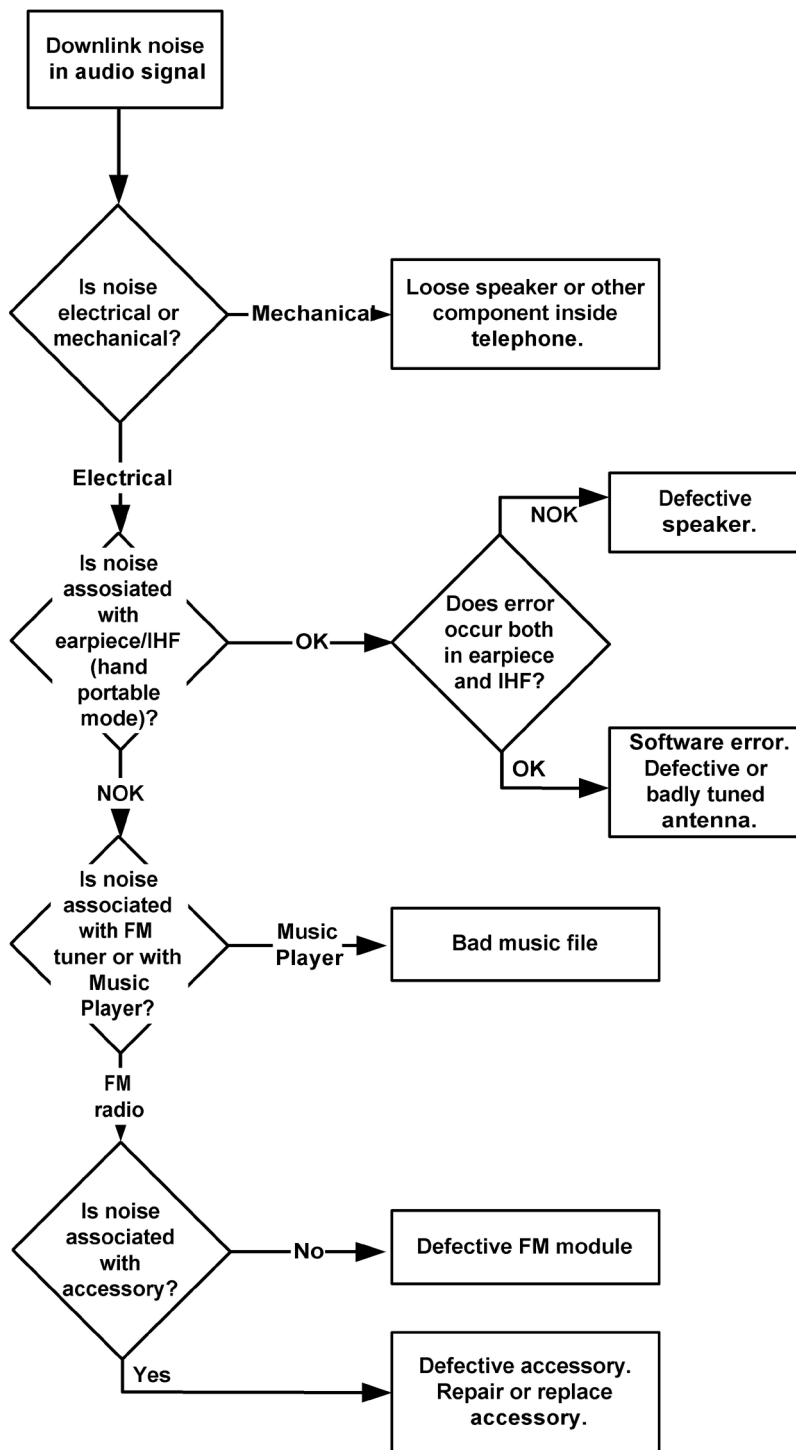 Downlink noise
in audio signal
Is noise
electrical or
mechanical?
Mechanical
Loose speaker or other
component inside
telephone.
Electrical
Is noise
assosiated
with
earpiece/IHF
(hand
portable
mode)?
OK
Does error
occur both
in earpiece
and IHF?
NOK
Defective
speaker.
OK
Software error.
Defective or
badly tuned
antenna.
NOK
Is noise
associated
with FM
tuner or with
Music
Player?
Music
Player
Bad music file
FM
radio
Is noise
associated
with
accessory?
No
Defective FM module
Yes
Defective accessory.
Repair or replace
accessory.